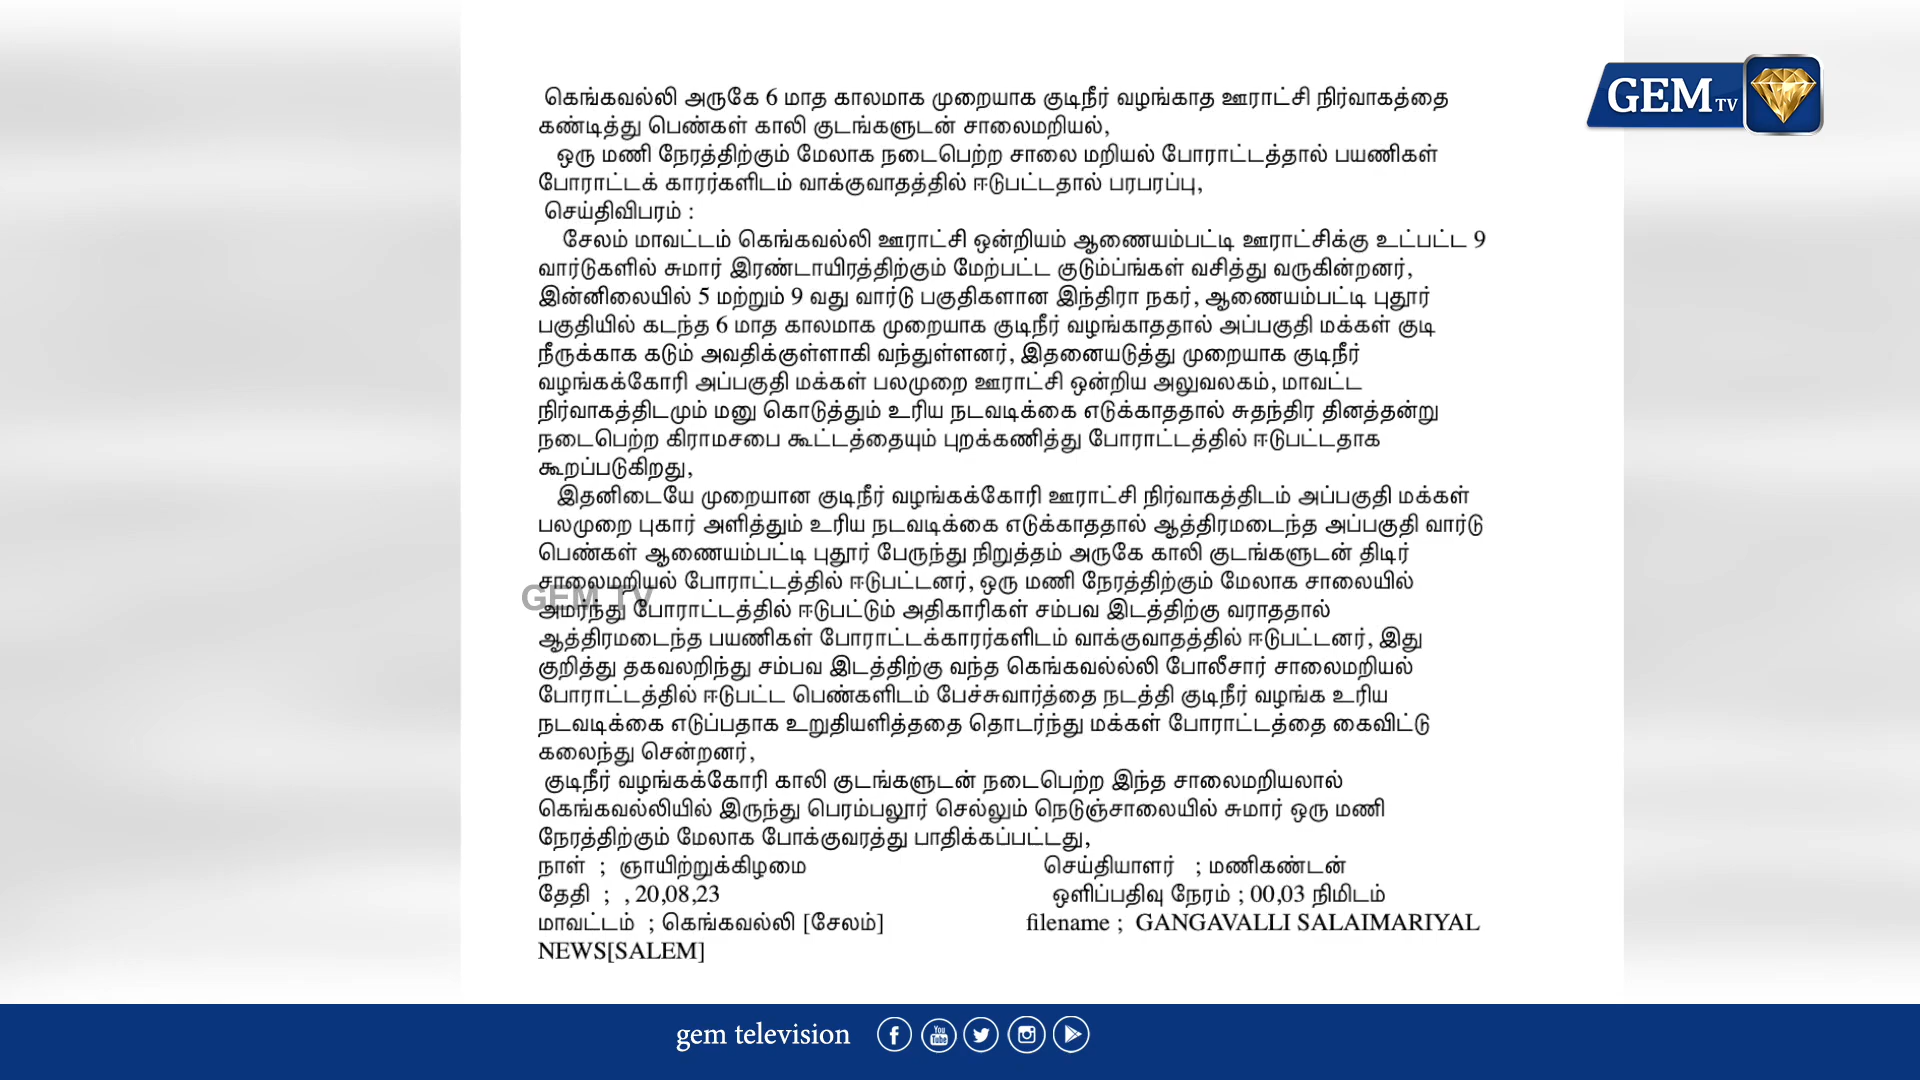 கெங்கவல்லி அருகே 6 மாத காலமாக முறையாக குடிநீர் வழங்காத ஊராட்சி நிர்வாகத்தை
கண்டித்து பெண்கள் காலி குடங்களுடன் சாலைமறியல்,
ஒரு மணி நேரத்திற்கும் மேலாக நடைபெற்ற சாலை மறியல் போராட்டத்தால் பயணிகள்
போராட்டக் காரர்களிடம் வாக்குவாதத்தில் ஈடுபட்டதால் பரபரப்பு,
செய்திவிபரம் :
சேலம் மாவட்டம் கெங்கவல்லி ஊராட்சி ஒன்றியம் ஆணையம்பட்டி ஊராட்சிக்கு உட்பட்ட 9
வார்டுகளில் சுமார் இரண்டாயிரத்திற்கும் மேற்பட்ட குடும்ப்ங்கள் வசித்து வருகின்றனர்,
இன்னிலையில் 5 மற்றும் 9 வது வார்டு பகுதிகளான இந்திரா நகர், ஆணையம்பட்டி புதூர்
பகுதியில் கடந்த 6 மாத காலமாக முறையாக குடிநீர் வழங்காததால் அப்பகுதி மக்கள் குடி
நீருக்காக கடும் அவதிக்குள்ளாகி வந்துள்ளனர், இதனையடுத்து முறையாக குடிநீர்
வழங்கக்கோரி அப்பகுதி மக்கள் பலமுறை ஊராட்சி ஒன்றிய அலுவலகம், மாவட்ட
நிர்வாகத்திடமும் மனு கொடுத்தும் உரிய நடவடிக்கை எடுக்காததால் சுதந்திர தினத்தன்று
நடைபெற்ற கிராமசபை கூட்டத்தையும் புறக்கணித்து போராட்டத்தில் ஈடுபட்டதாக
கூறப்படுகிறது,
இதனிடையே முறையான குடிநீர் வழங்கக்கோரி ஊராட்சி நிர்வாகத்திடம் அப்பகுதி மக்கள்
பலமுறை புகார் அளித்தும் உரிய நடவடிக்கை எடுக்காததால் ஆத்திரமடைந்த அப்பகுதி வார்டு
பெண்கள் ஆணையம்பட்டி புதூர் பேருந்து நிறுத்தம் அருகே காலி குடங்களுடன் திடிர்
சாலைமறியல் போராட்டத்தில் ஈடுபட்டனர், ஒரு மணி நேரத்திற்கும் மேலாக சாலையில்
அமர்ந்து போராட்டத்தில் ஈடுபட்டும் அதிகாரிகள் சம்பவ இடத்திற்கு வராததால்
ஆத்திரமடைந்த பயணிகள் போராட்டக்காரர்களிடம் வாக்குவாதத்தில் ஈடுபட்டனர், இது
குறித்து தகவலறிந்து சம்பவ இடத்திற்கு வந்த கெங்கவல்ல்லி போலீசார் சாலைமறியல்
போராட்டத்தில் ஈடுபட்ட பெண்களிடம் பேச்சுவார்த்தை நடத்தி குடிநீர் வழங்க உரிய
நடவடிக்கை எடுப்பதாக உறுதியளித்ததை தொடர்ந்து மக்கள் போராட்டத்தை கைவிட்டு
கலைந்து சென்றனர்,
குடிநீர் வழங்கக்கோரி காலி குடங்களுடன் நடைபெற்ற இந்த சாலைமறியலால்
கெங்கவல்லியில் இருந்து பெரம்பலூர் செல்லும் நெடுஞ்சாலையில் சுமார் ஒரு மணி
நேரத்திற்கும் மேலாக போக்குவரத்து பாதிக்கப்பட்டது,
நாள் ; ஞாயிற்றுக்கிழமை செய்தியாளர் ; மணிகண்டன்
தேதி ; , 20,08,23 ஒளிப்பதிவு நேரம் ; 00,03 நிமிடம்
மாவட்டம் ; கெங்கவல்லி [சேலம்] filename ; GANGAVALLI SALAIMARIYAL
NEWS[SALEM]
GEM TV
GEM TV
gem television
You Tube